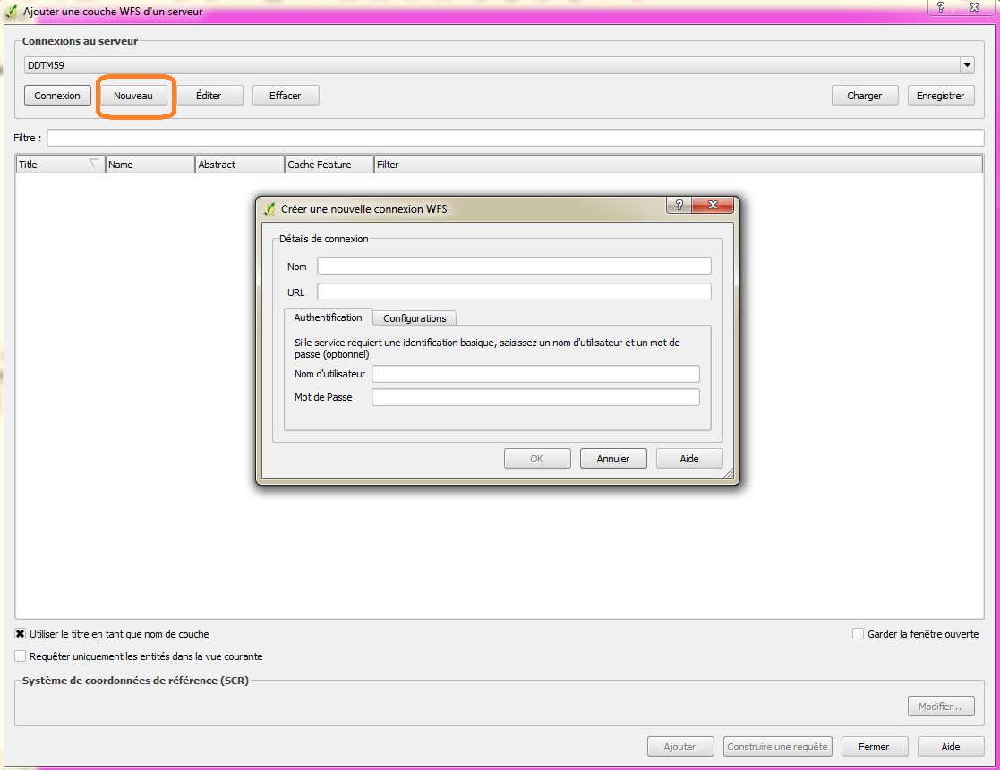 Ajouter une couche WFS d'un serveur
Connexions au serveur
DDTM59
Connexion Nouveau Éditer Effacer Charger Enregistrer
Filtre :
Title Name Abstract Cache Feature Filter
Créer une nouvelle connexion WFS
Détails de connexion
Nom
URL
Authentification Configurations
Si le service requiert une identification basique, saisissez un nom d'utilisateur et un mot de
passe (optionnel)
Nom d'utilisateur
Mot de Passe
OK Annuler Aide
Utiliser le titre en tant que nom de couche Garder la fenêtre ouverte
Requêter uniquement les entités dans la vue courante
Système de coordonnées de référence (SCR)
Modifier...
Ajouter Construire une requête Fermer Aide